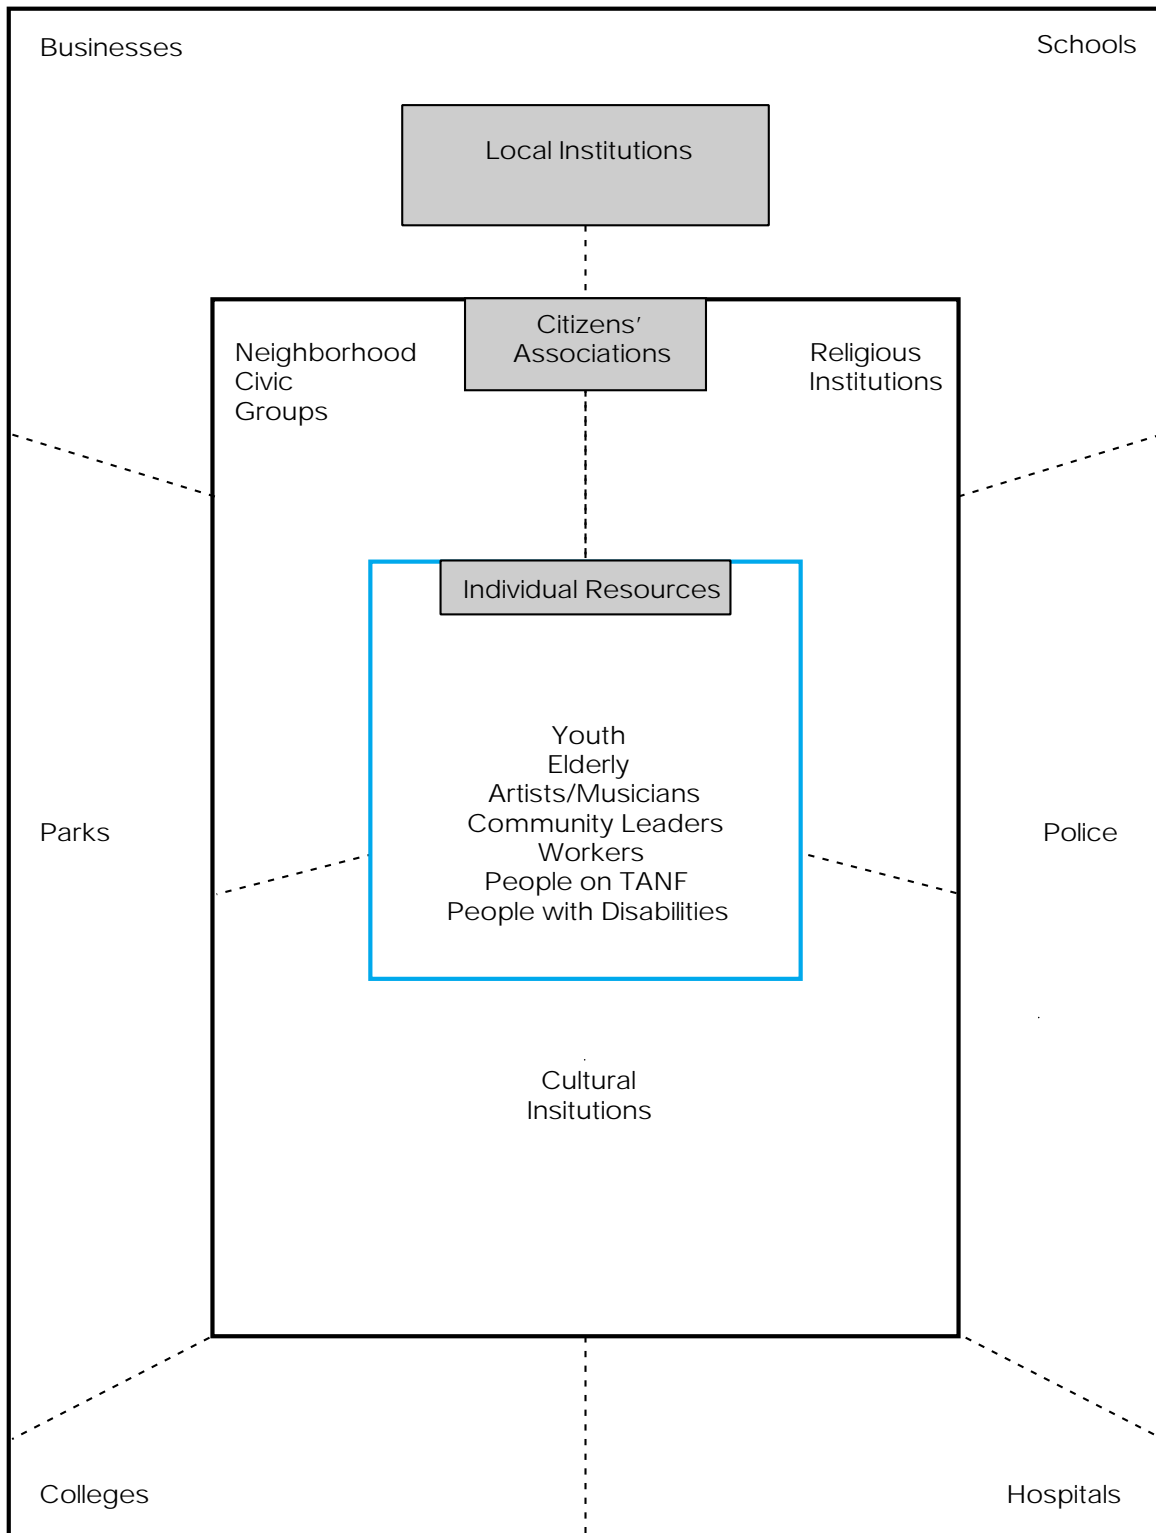 Businesses
Schools
Local Institutions
Citizens’
Associations
Neighborhood
Civic
Groups
Religious
Institutions
Individual Resources
Youth
Elderly
Artists/Musicians
Community Leaders
Workers
People on TANF
People with Disabilities
Parks
Police
Cultural
Insitutions
Colleges
Hospitals